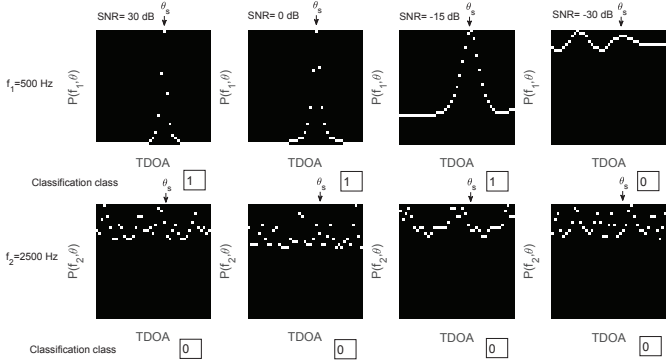 SNR= 30 dB θs SNR= 0 dB θs SNR= -15 dB θs SNR= -30 dB θs
f1=500 Hz P(f1,θ) P(f1,θ) P(f1,θ) P(f1,θ)
TDOA TDOA TDOA TDOA
Classification class 1 1 1 0
θs θs θs θs
f2=2500 Hz P(f2,θ) P(f2,θ) P(f2,θ) P(f2,θ)
TDOA TDOA TDOA TDOA
Classification class 0 0 0 0